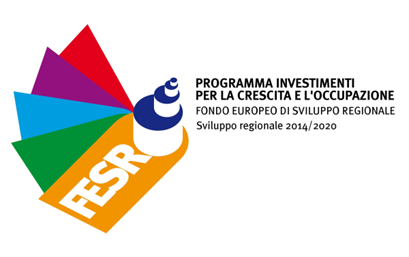 FESR
PROGRAMMA INVESTIMENTI
PER LA CRESCITA E L'OCCUPAZIONE
FONDO EUROPEO DI SVILUPPO REGIONALE
Sviluppo regionale 2014/2020